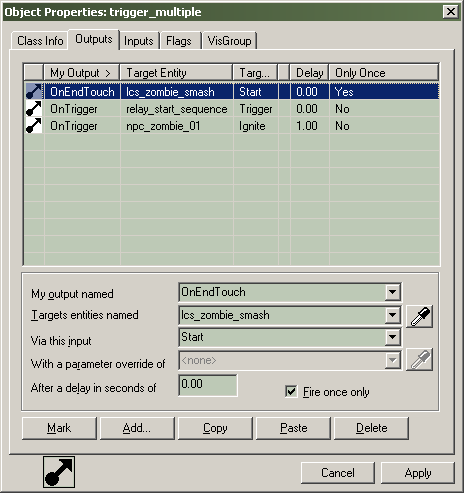 Object Properties: trigger_multiple
Class Info Outputs Inputs Flags VisGroup
My Output > Target Entity Targ... Delay Only Once
OnEndTouch lcs_zombie_smash Start 0.00 Yes
OnTrigger relay_start_sequence Trigger 0.00 No
OnTrigger npc_zombie_01 Ignite 1.00 No
My output named OnEndTouch
Targets entities named lcs_zombie_smash
Via this input Start
With a parameter override of <none>
After a delay in seconds of 0.00 Fire once only
Mark Add... Copy Paste Delete
Cancel Apply